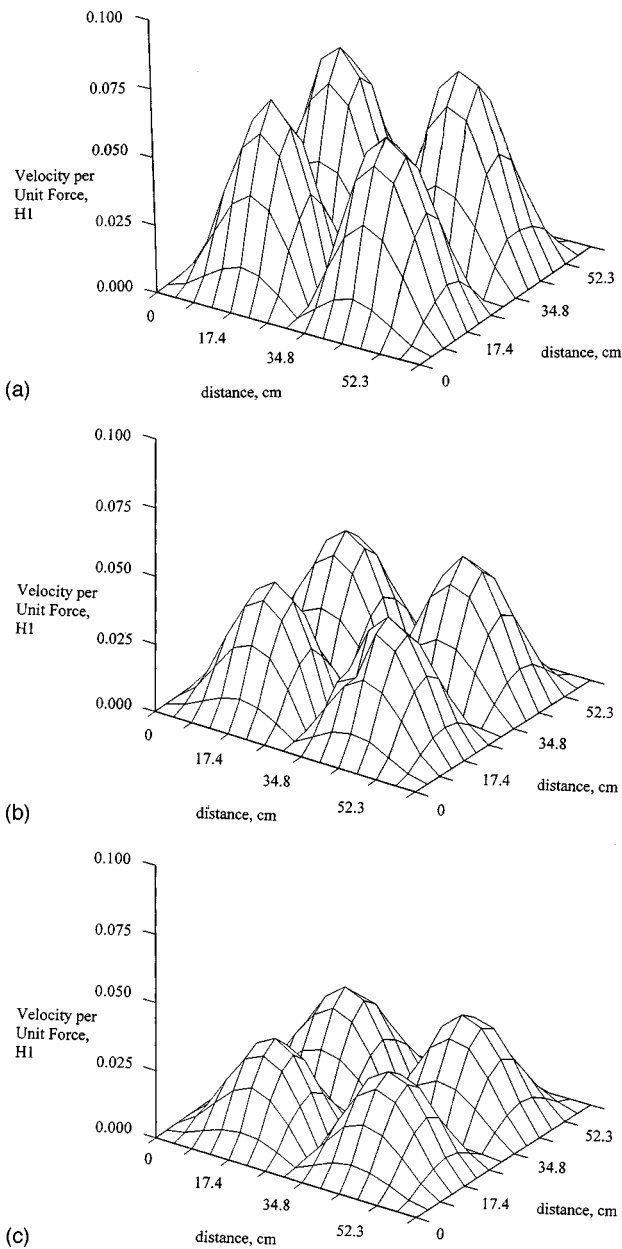 0.100
0.075
0.050
Velocity per
Unit Force,
H1
0.025
0.000
0
17.4
34.8
52.3
distance, cm
0
17.4
34.8
52.3
distance, cm
(a)
0.100
0.075
0.050
Velocity per
Unit Force,
H1
0.025
0.000
0
17.4
34.8
52.3
distance, cm
0
17.4
34.8
52.3
distance, cm
(b)
0.100
0.075
0.050
Velocity per
Unit Force,
H1
0.025
0.000
0
17.4
34.8
52.3
distance, cm
0
17.4
34.8
52.3
distance, cm
(c)